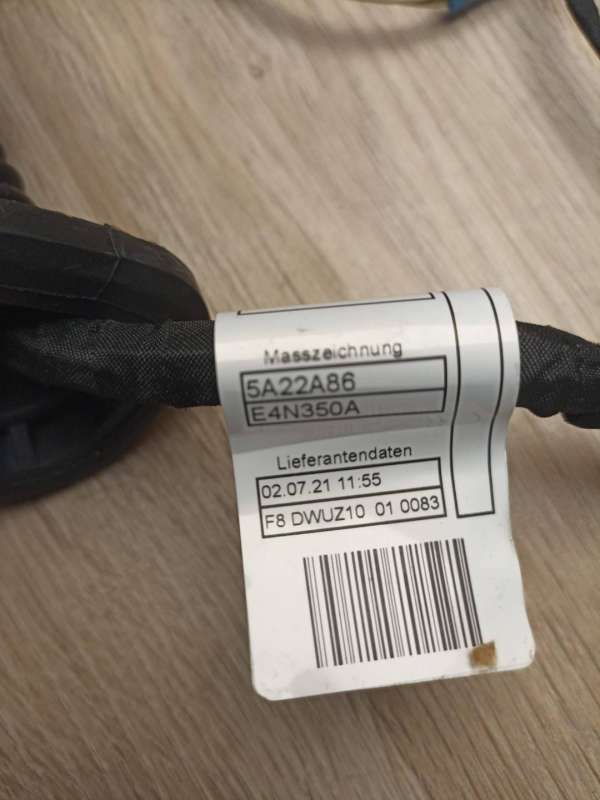 Masszeichnung
5A22A86
E4N350A
Lieferantendaten
02.07.21 11:55
F8 DWUZ10 01 0083